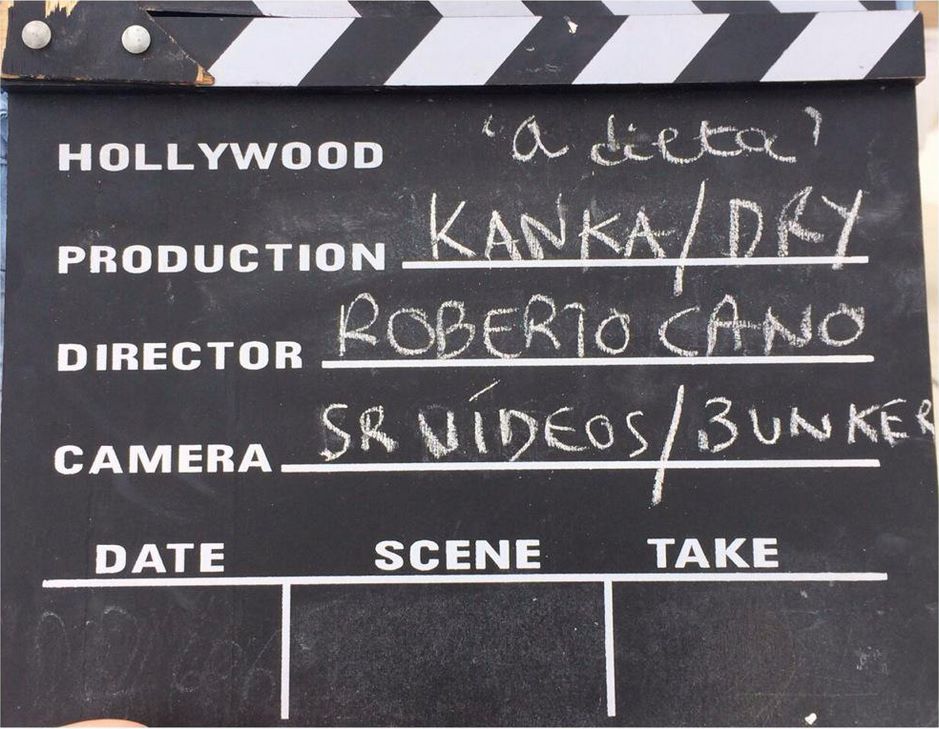 HOLLYWOOD 'a dieta'
PRODUCTION KANKA/DRY
DIRECTOR ROBERTO CANO
CAMERA SR VÍDEOS/BUNKER
DATE SCENE TAKE